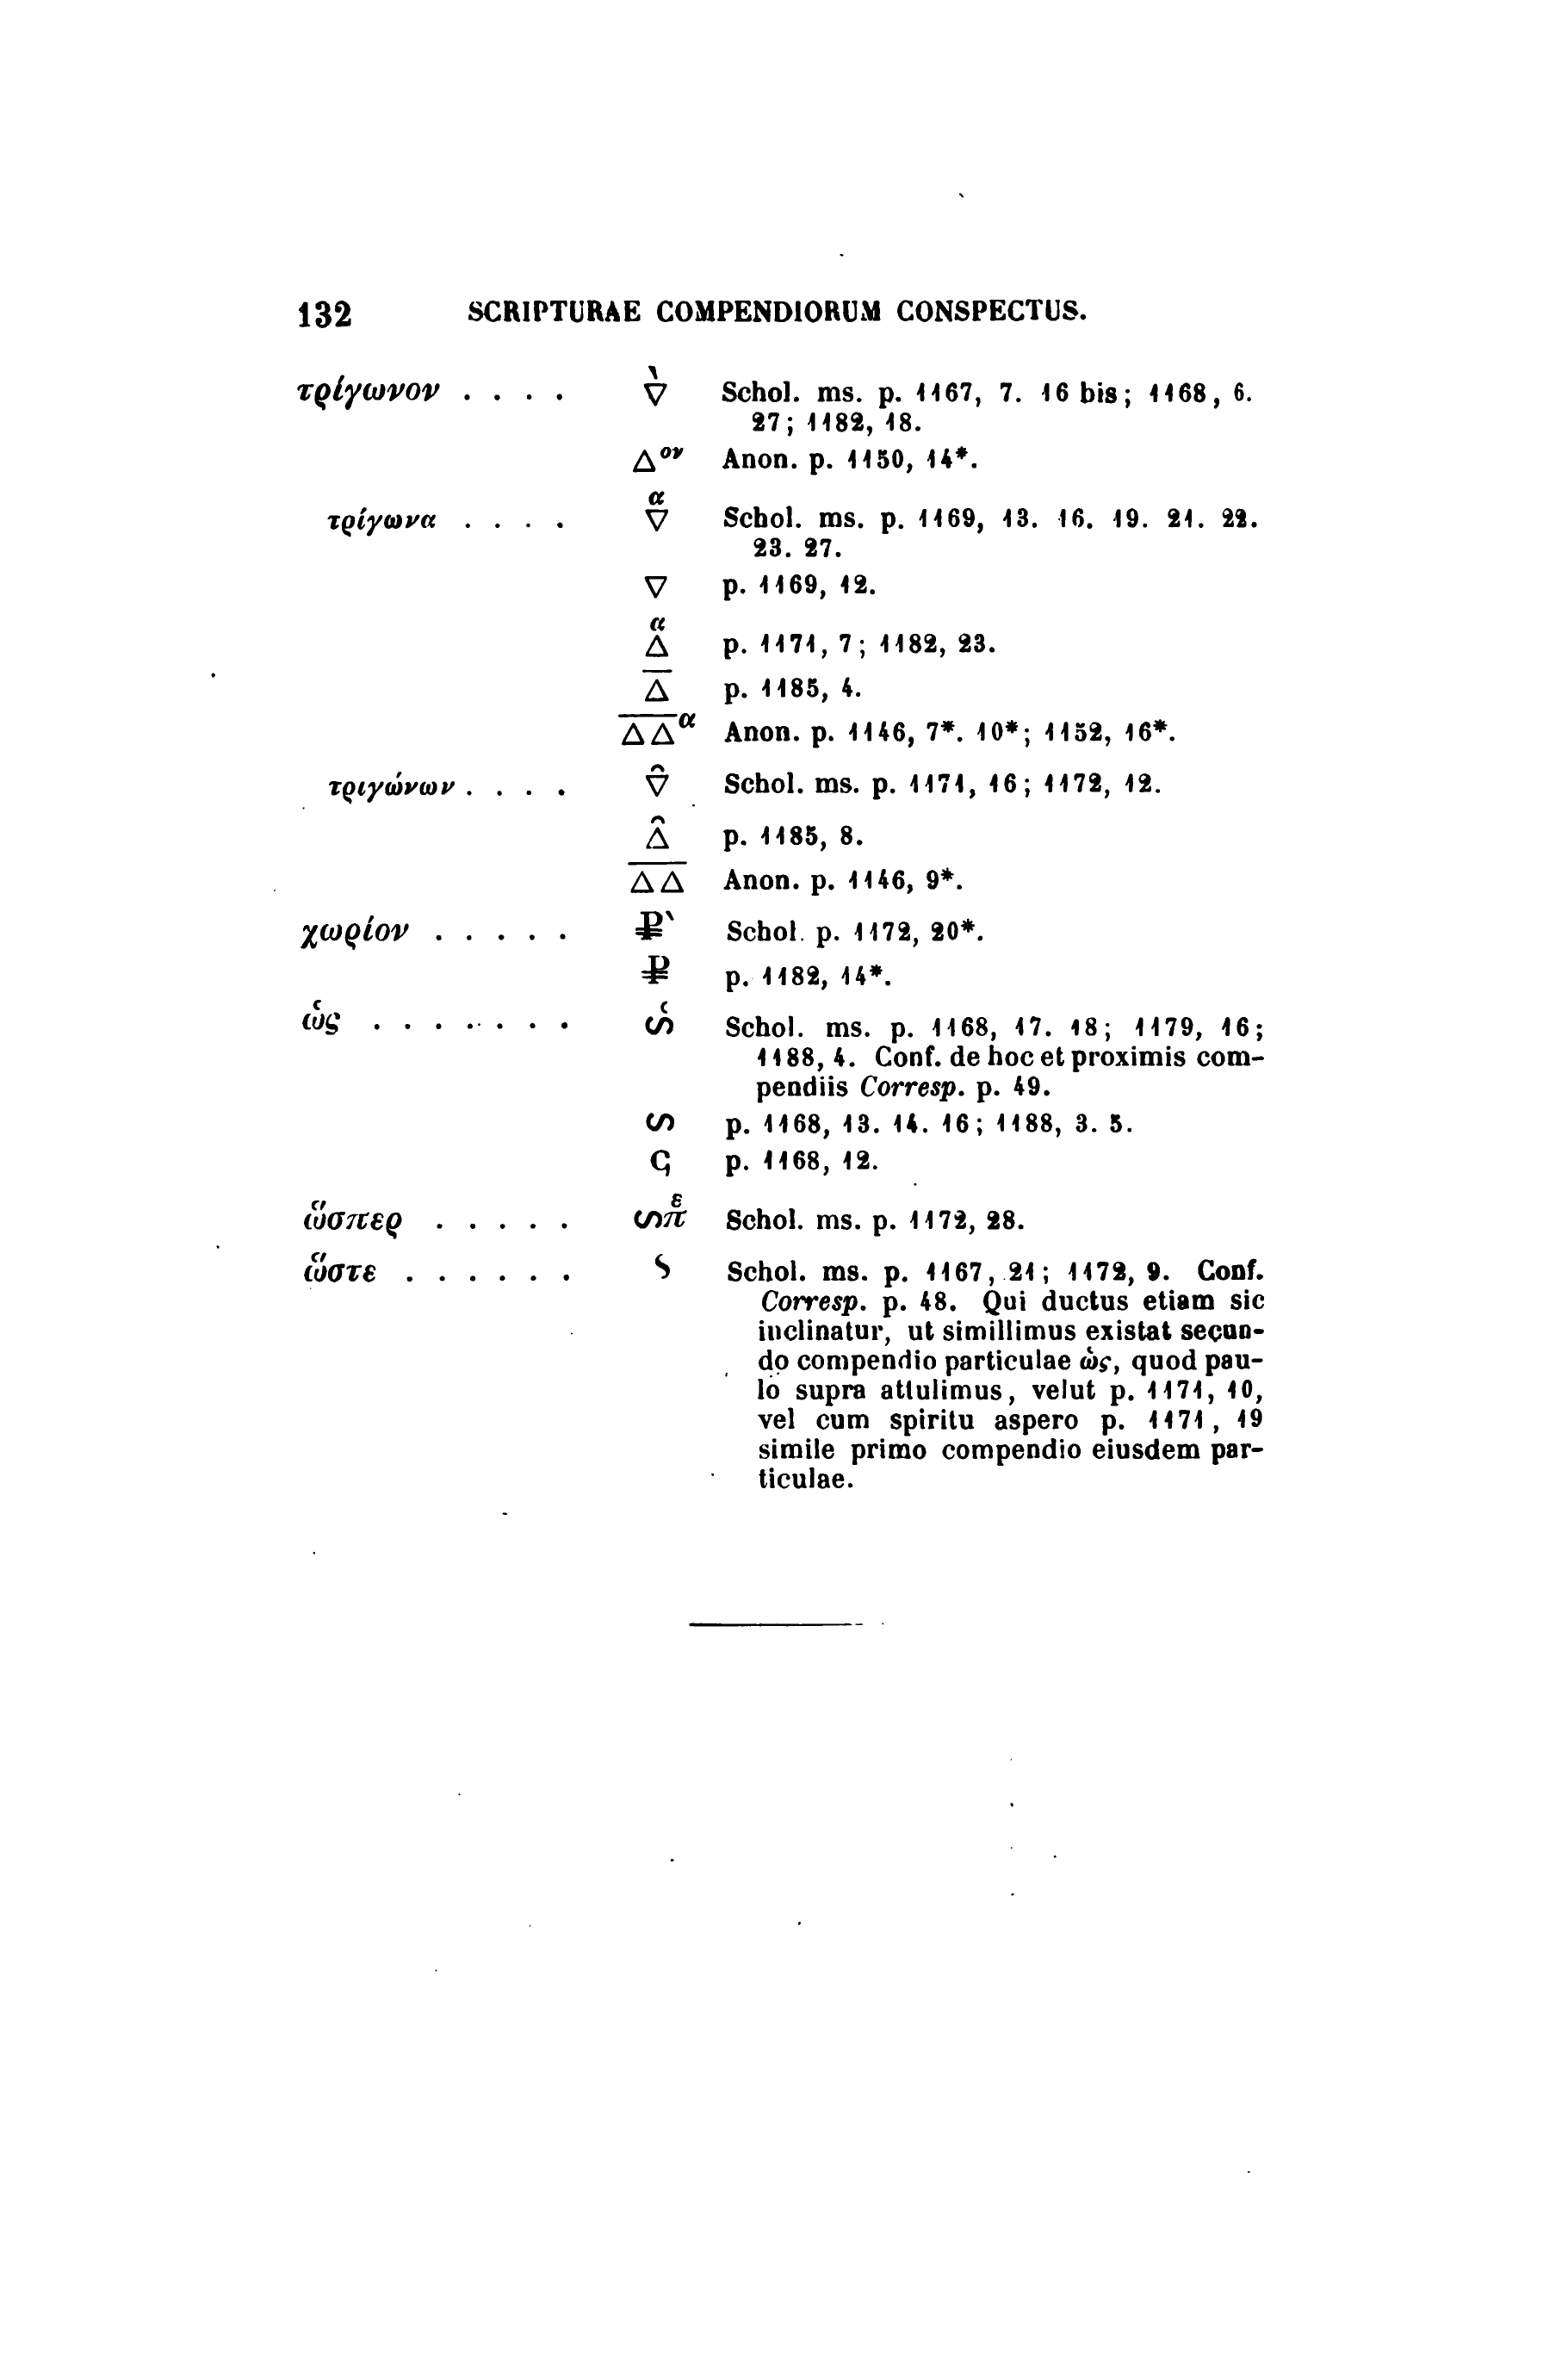 132 SCRIPTURAE COMPENDIORUM CONSPECTUS.
τρίγωνον . . . . ▽̀ Schol. ms. p. 1167, 7. 16 bis; 1168, 6.
27; 1182, 18.
Δον Anon. p. 1150, 14*.
τρίγωνα . . . . ▽α Schol. ms. p. 1169, 13. 16. 19. 21. 22.
23. 27.
▽ p. 1169, 12.
Δα p. 1171, 7; 1182, 23.
Δ̅ p. 1185, 4.
Δ̅Δ̅α Anon. p. 1146, 7*. 10*; 1152, 16*.
τριγώνων . . . . ▽̑ Schol. ms. p. 1171, 16; 1172, 12.
Δ̑ p. 1185, 8.
Δ̅Δ̅ Anon. p. 1146, 9*.
χωρίον . . . . . Schol. p. 1172, 20*.
p. 1182, 14*.
ὡς . . . . . . . Schol. ms. p. 1168, 17. 18; 1179, 16;
1188, 4. Conf. de hoc et proximis com-
pendiis Corresp. p. 49.
p. 1168, 13. 14. 16; 1188, 3. 5.
p. 1168, 12.
ὥσπερ . . . . . Schol. ms. p. 1172, 28.
ὥστε . . . . . . Schol. ms. p. 1167, 21; 1172, 9. Conf.
Corresp. p. 48. Qui ductus etiam sic
inclinatur, ut simillimus existat secun-
do compendio particulae ὡς, quod pau-
lo supra attulimus, velut p. 1171, 10,
vel cum spiritu aspero p. 1171, 19
simile primo compendio eiusdem par-
ticulae.